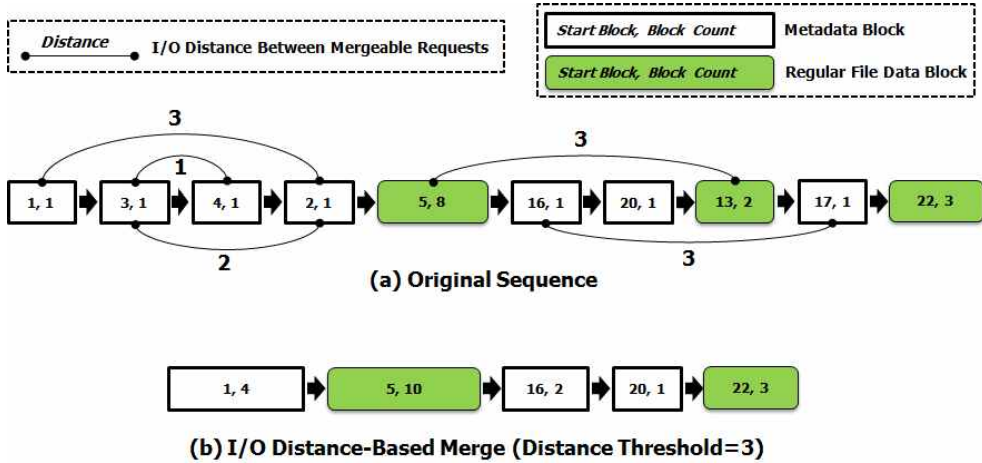 Distance
I/O Distance Between Mergeable Requests
Start Block, Block Count
Metadata Block
Start Block, Block Count
Regular File Data Block
3
1
3
1, 1
3, 1
4, 1
2, 1
5, 8
16, 1
20, 1
13, 2
17, 1
22, 3
2
3
(a) Original Sequence
1, 4
5, 10
16, 2
20, 1
22, 3
(b) I/O Distance-Based Merge (Distance Threshold=3)